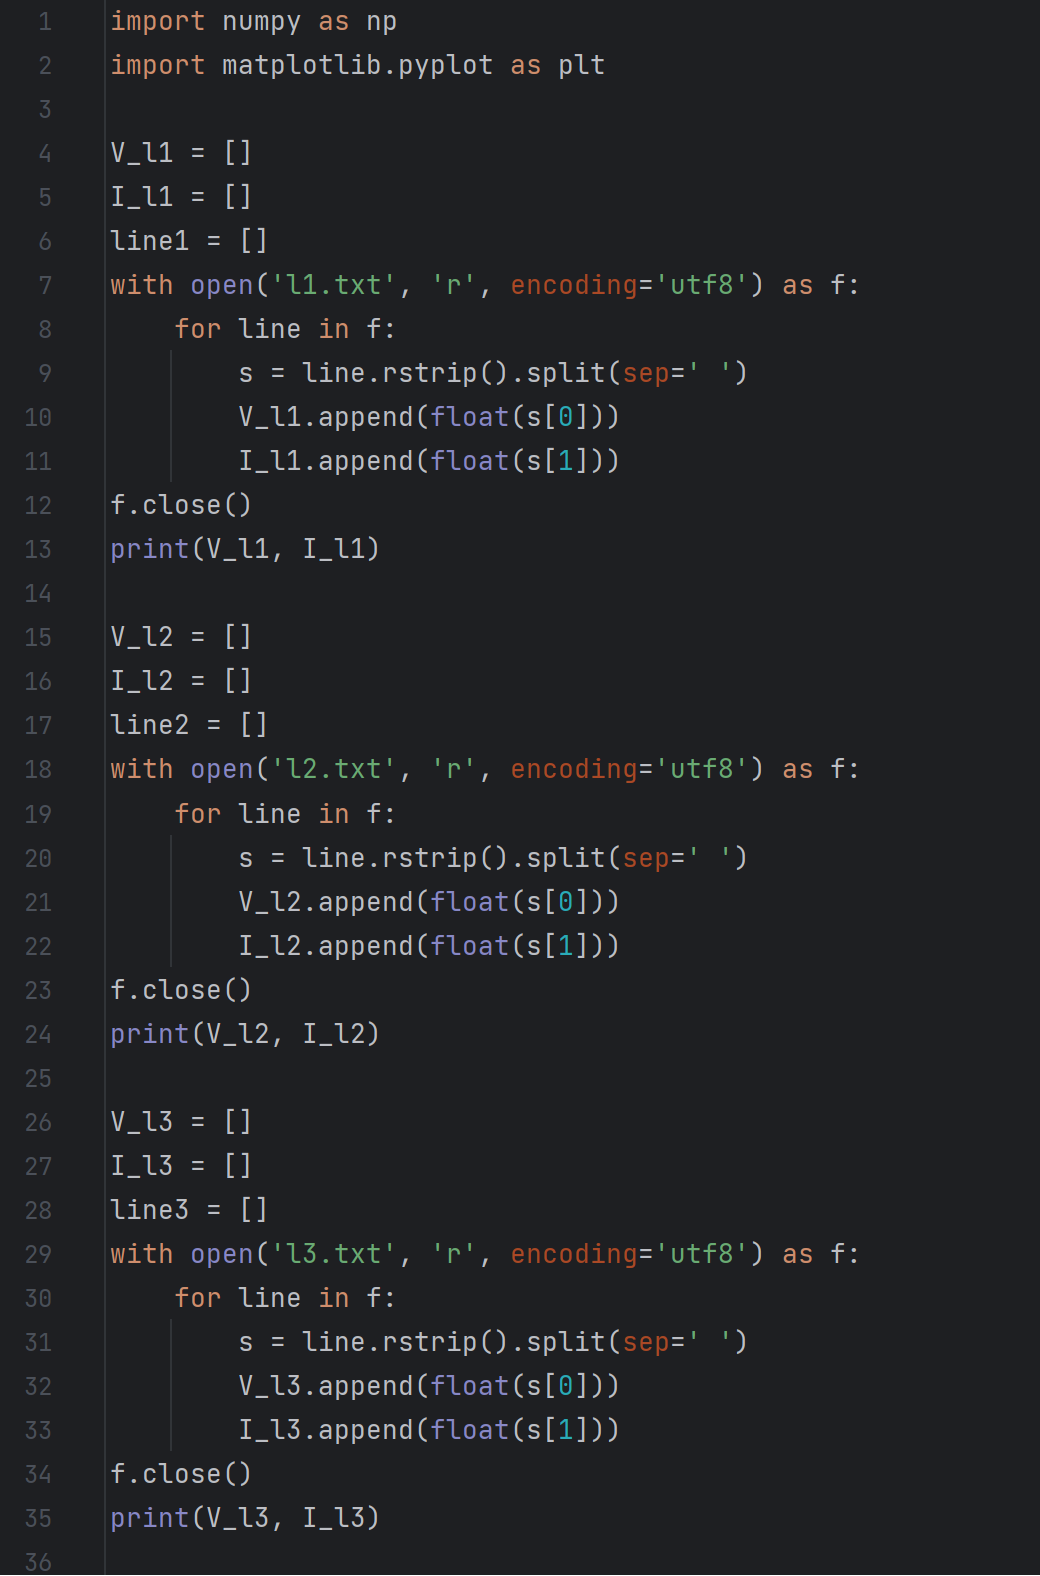 1 import numpy as np
2 import matplotlib.pyplot as plt
3
4 V_l1 = []
5 I_l1 = []
6 line1 = []
7 with open('l1.txt', 'r', encoding='utf8') as f:
8     for line in f:
9         s = line.rstrip().split(sep=' ')
10         V_l1.append(float(s[0]))
11         I_l1.append(float(s[1]))
12 f.close()
13 print(V_l1, I_l1)
14
15 V_l2 = []
16 I_l2 = []
17 line2 = []
18 with open('l2.txt', 'r', encoding='utf8') as f:
19     for line in f:
20         s = line.rstrip().split(sep=' ')
21         V_l2.append(float(s[0]))
22         I_l2.append(float(s[1]))
23 f.close()
24 print(V_l2, I_l2)
25
26 V_l3 = []
27 I_l3 = []
28 line3 = []
29 with open('l3.txt', 'r', encoding='utf8') as f:
30     for line in f:
31         s = line.rstrip().split(sep=' ')
32         V_l3.append(float(s[0]))
33         I_l3.append(float(s[1]))
34 f.close()
35 print(V_l3, I_l3)
36